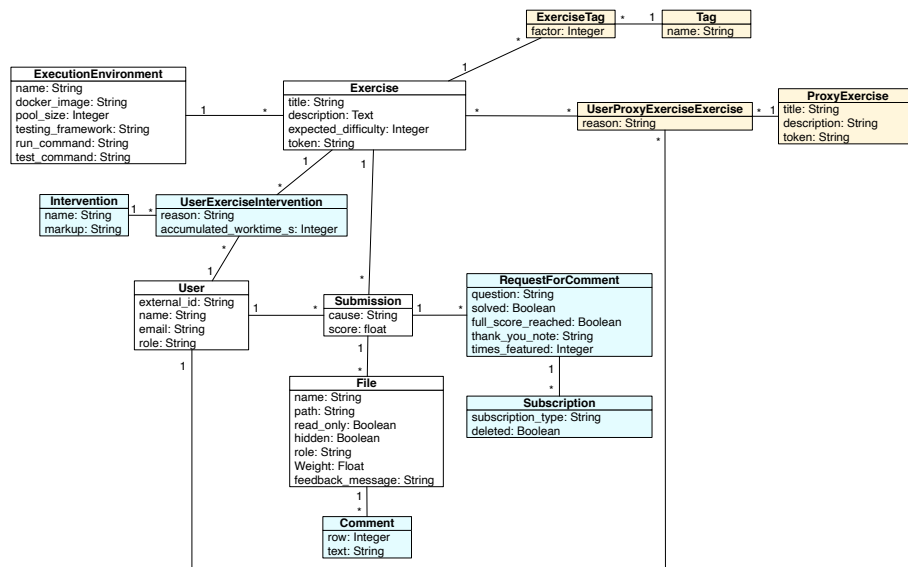 ExerciseTag
factor: Integer
*
1
Tag
name: String
*
1
ExecutionEnvironment
name: String
docker_image: String
pool_size: Integer
testing_framework: String
run_command: String
test_command: String
1
*
Exercise
title: String
description: Text
expected_difficulty: Integer
token: String
*
*
UserProxyExerciseExercise
reason: String
*
1
ProxyExercise
title: String
description: String
token: String
*
1
1
*
Intervention
name: String
markup: String
1
*
UserExerciseIntervention
reason: String
accumulated_worktime_s: Integer
*
1
*
User
external_id: String
name: String
email: String
role: String
1
*
Submission
cause: String
score: float
1
*
RequestForComment
question: String
solved: Boolean
full_score_reached: Boolean
thank_you_note: String
times_featured: Integer
1
1
*
1
*
File
name: String
path: String
read_only: Boolean
hidden: Boolean
role: String
Weight: Float
feedback_message: String
Subscription
subscription_type: String
deleted: Boolean
1
*
Comment
row: Integer
text: String